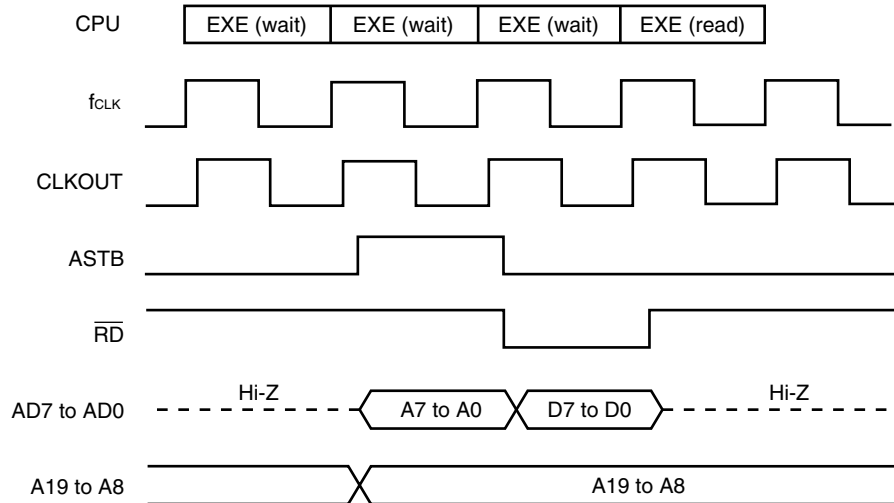 CPU EXE (wait) EXE (wait) EXE (wait) EXE (read)
fCLK
CLKOUT
ASTB
RD
AD7 to AD0 Hi-Z A7 to A0 D7 to D0 Hi-Z
A19 to A8 A19 to A8